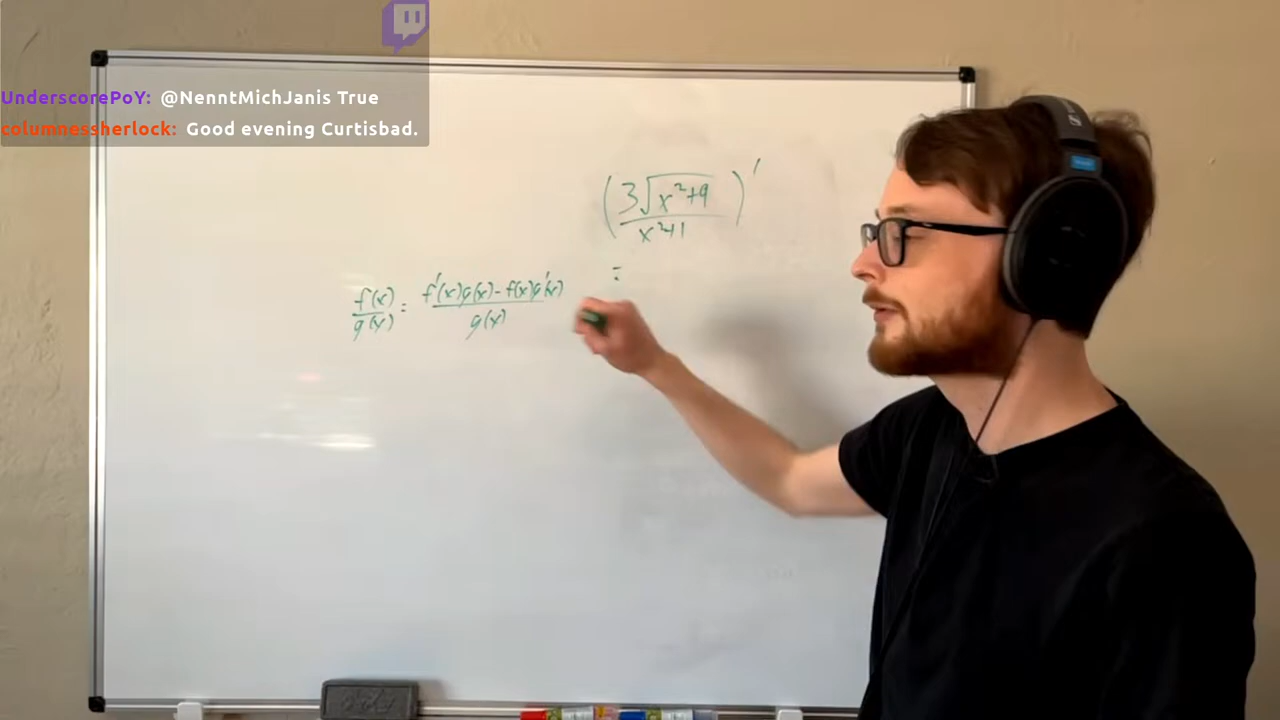 UnderscorePoY: @NenntMichJanis True
columnessherlock: Good evening Curtisbad.
(3√x²+9 / x²+1)'
=
f(x)/g(x) = f'(x)g(x)-f(x)g'(x) / g(x)